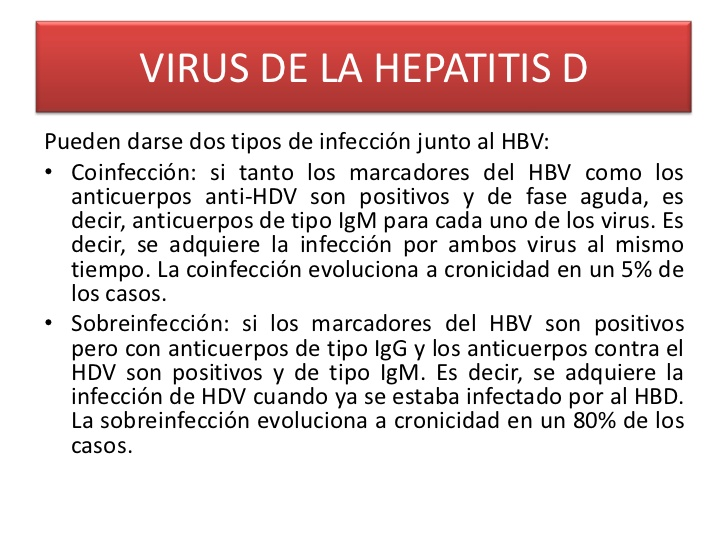 VIRUS DE LA HEPATITIS D
Pueden darse dos tipos de infección junto al HBV:
• Coinfección: si tanto los marcadores del HBV como los
anticuerpos anti-HDV son positivos y de fase aguda, es
decir, anticuerpos de tipo IgM para cada uno de los virus. Es
decir, se adquiere la infección por ambos virus al mismo
tiempo. La coinfección evoluciona a cronicidad en un 5% de
los casos.
• Sobreinfección: si los marcadores del HBV son positivos
pero con anticuerpos de tipo IgG y los anticuerpos contra el
HDV son positivos y de tipo IgM. Es decir, se adquiere la
infección de HDV cuando ya se estaba infectado por al HBD.
La sobreinfección evoluciona a cronicidad en un 80% de los
casos.